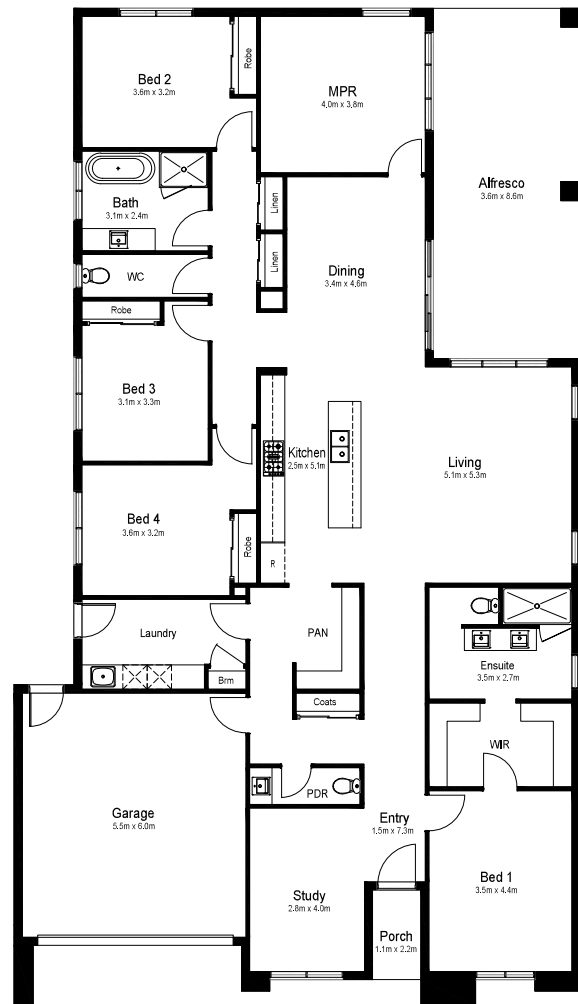 Bed 2
3.6m x 3.2m
Robe
MPR
4.0m x 3.8m
Alfresco
3.6m x 8.6m
Bath
3.1m x 2.4m
Linen
Linen
WC
Dining
3.4m x 4.6m
Robe
Bed 3
3.1m x 3.3m
Kitchen
2.5m x 5.1m
Living
5.1m x 5.3m
Bed 4
3.6m x 3.2m
Robe
R
Laundry
PAN
Ensuite
3.5m x 2.7m
Brm
Coats
WIR
PDR
Garage
5.5m x 6.0m
Entry
1.5m x 7.3m
Bed 1
3.5m x 4.4m
Study
2.8m x 4.0m
Porch
1.1m x 2.2m